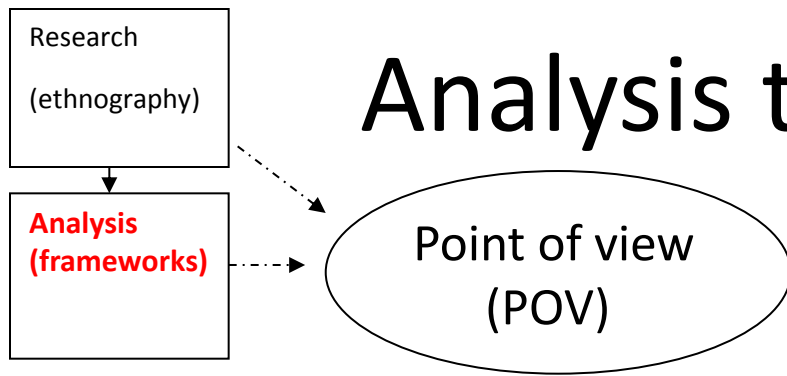 Research
(ethnography)
Analysis t
Analysis
(frameworks)
Point of view
(POV)